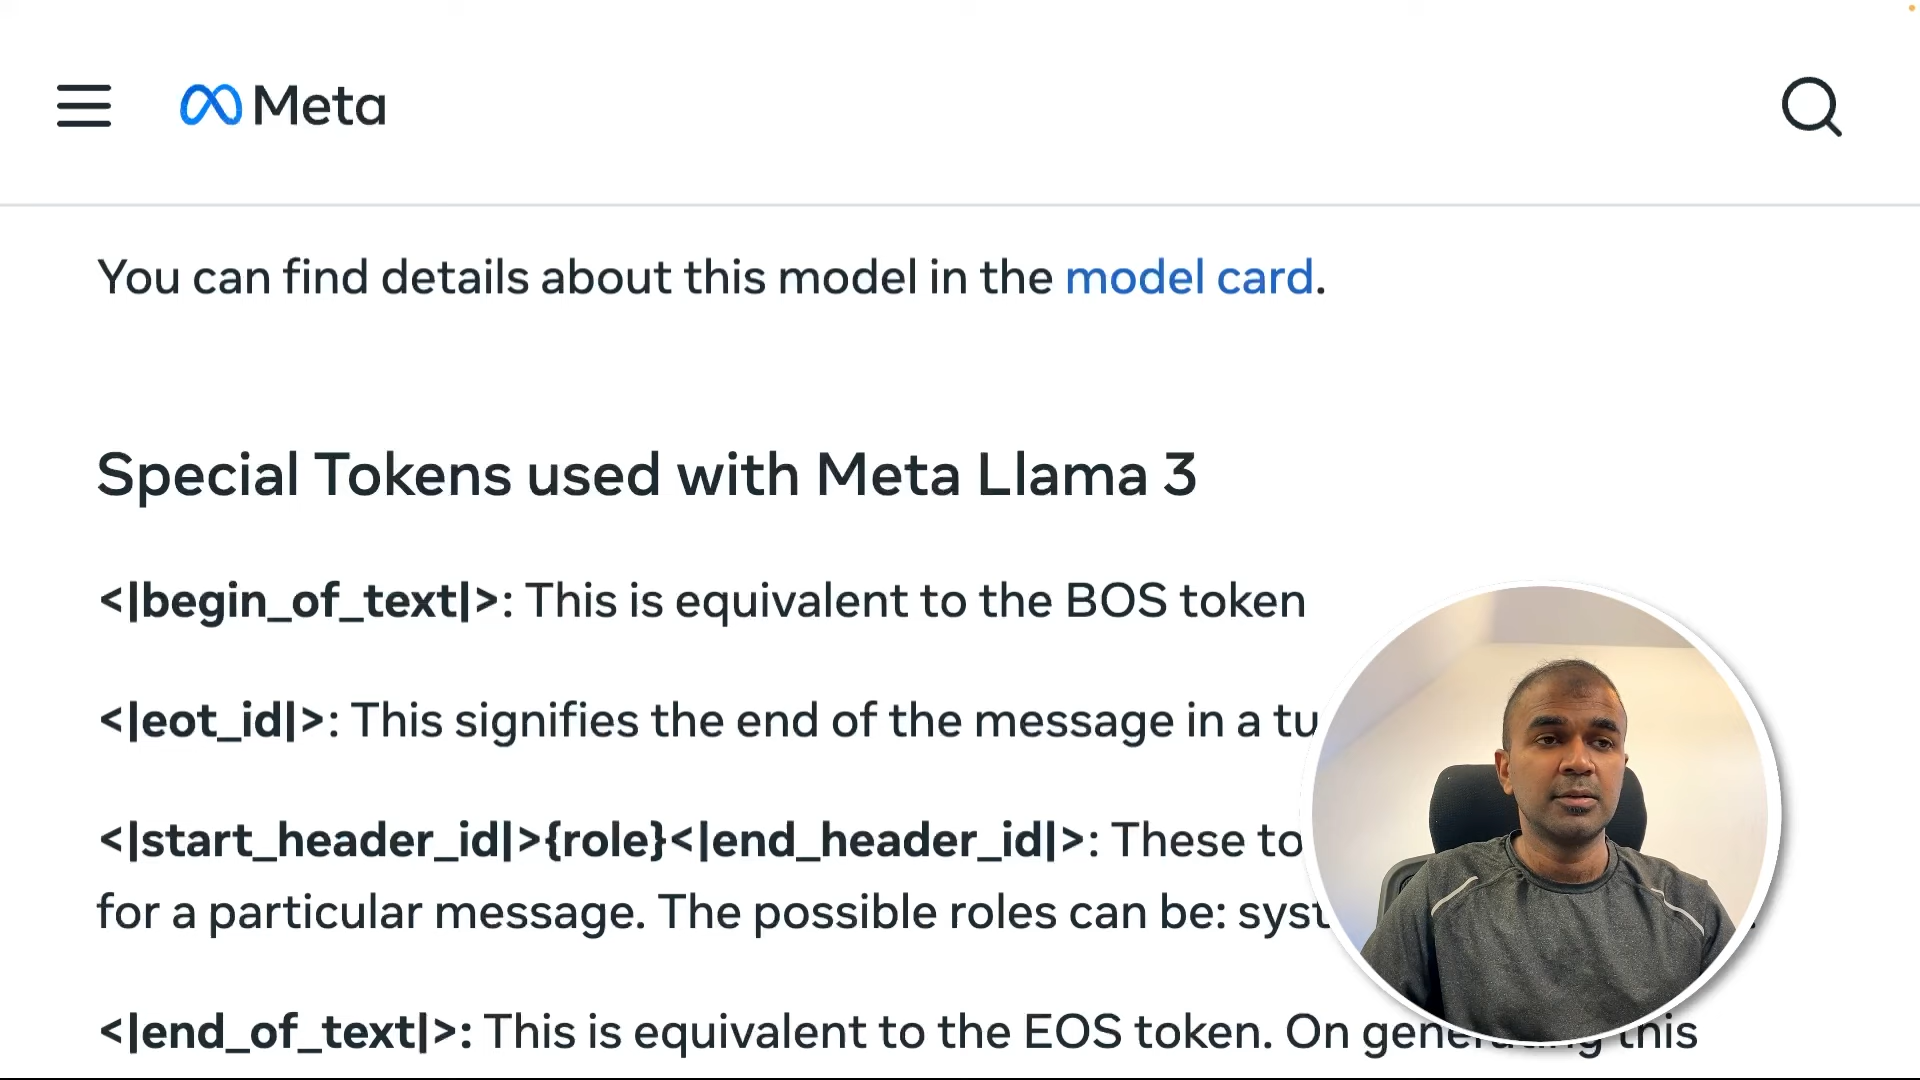 Meta
You can find details about this model in the model card.
Special Tokens used with Meta Llama 3
<|begin_of_text|>: This is equivalent to the BOS token
<|eot_id|>: This signifies the end of the message in a
<|start_header_id|>{role}<|end_header_id|>: These
for a particular message. The possible roles can be:
<|end_of_text|>: This is equivalent to the EOS token. On this